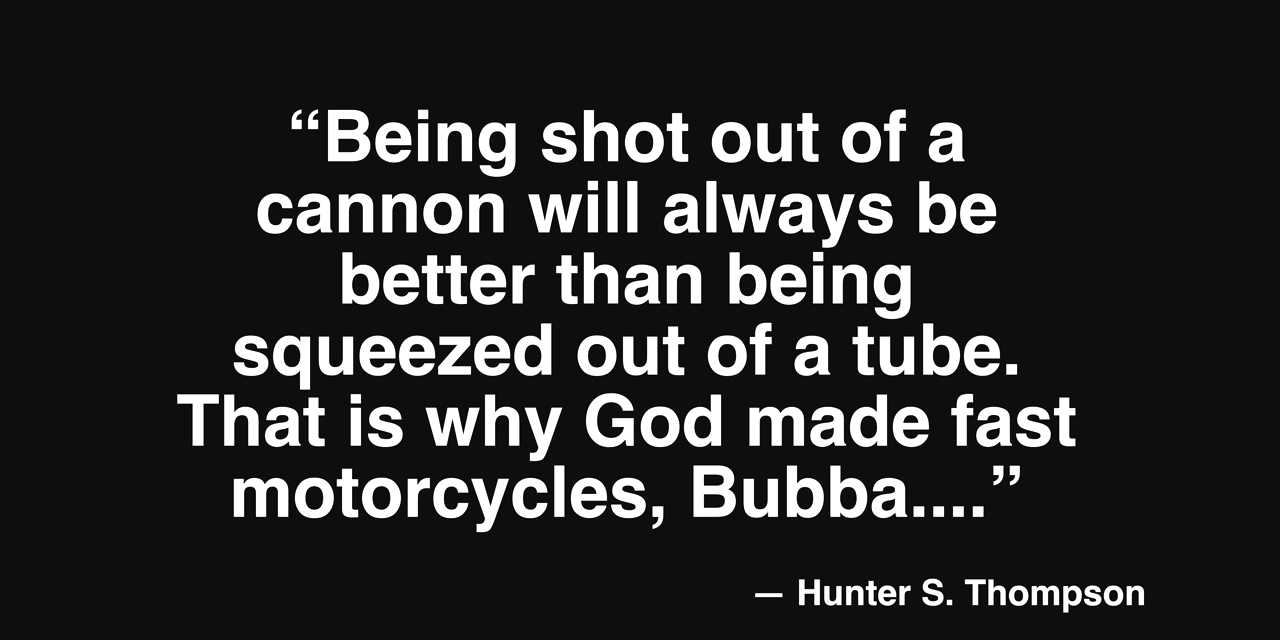 “Being shot out of a
cannon will always be
better than being
squeezed out of a tube.
That is why God made fast
motorcycles, Bubba....”
— Hunter S. Thompson